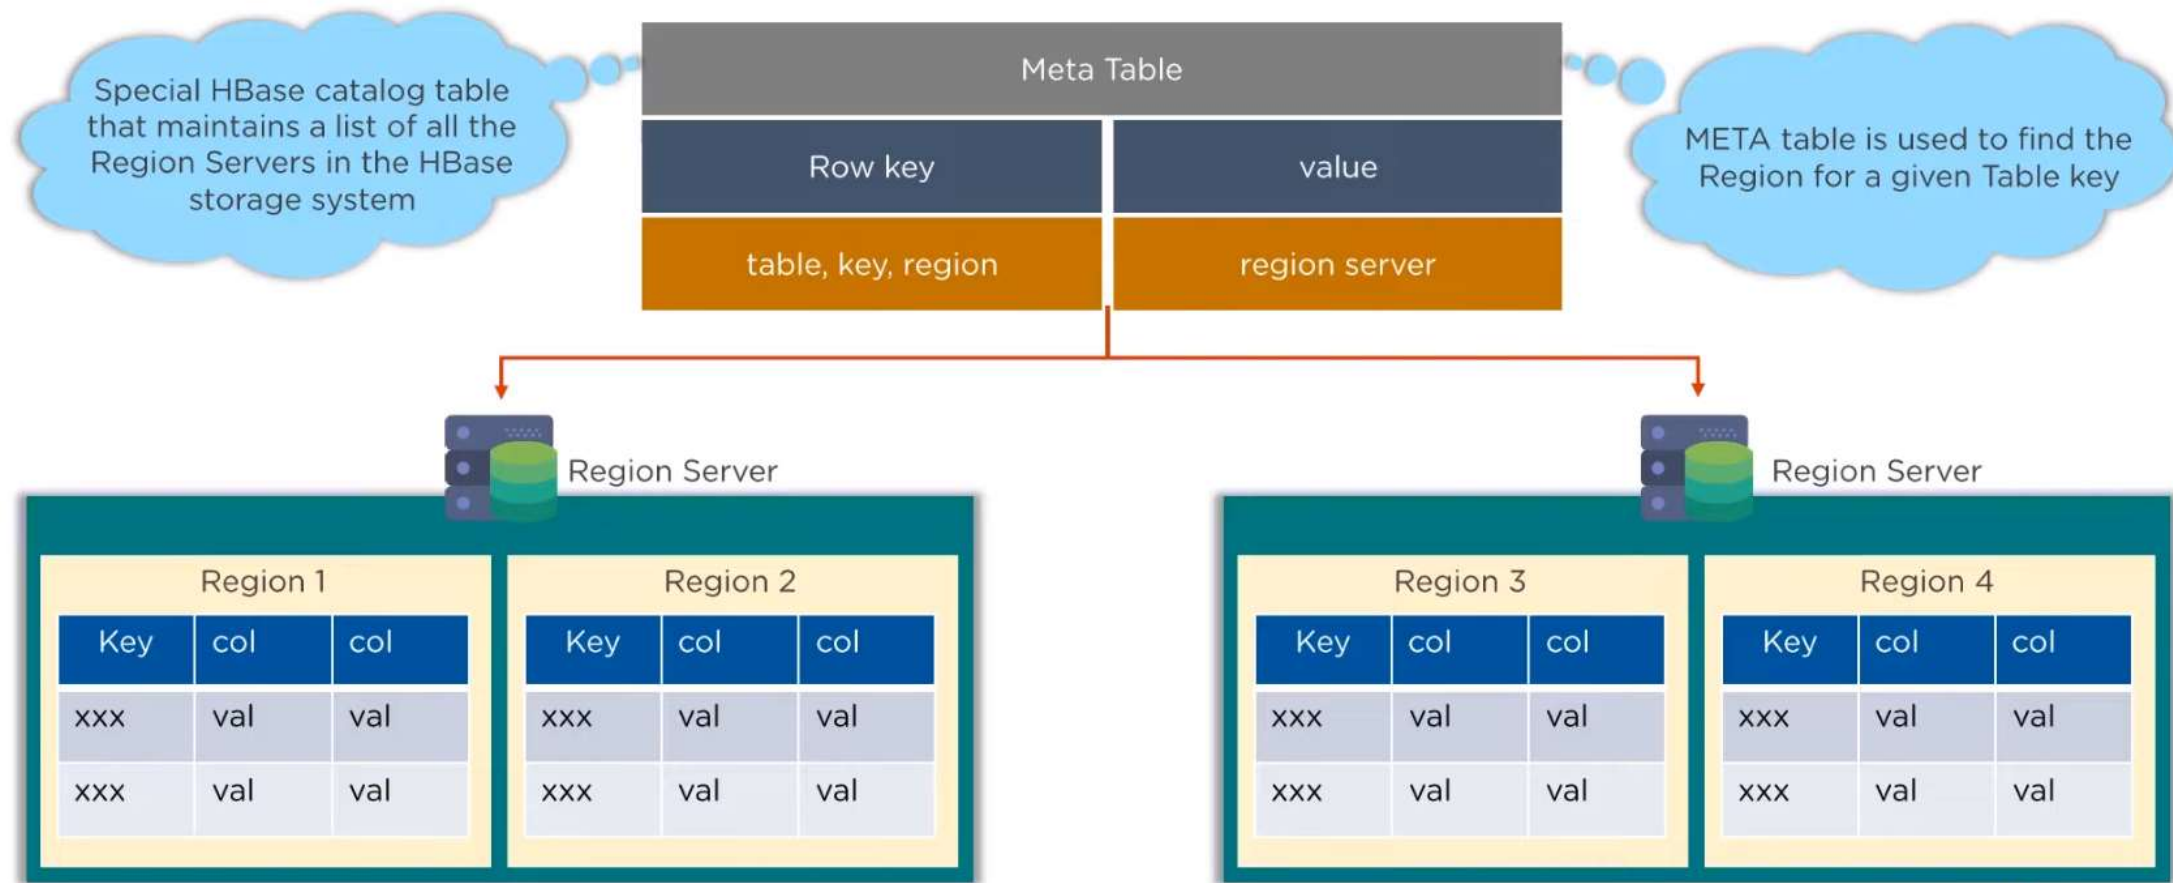 Special HBase catalog table
that maintains a list of all the
Region Servers in the HBase
storage system
Meta Table
Row key value
table, key, region region server
META table is used to find the
Region for a given Table key
Region Server
Region 1
Key col col
xxx val val
xxx val val
Region 2
Key col col
xxx val val
xxx val val
Region Server
Region 3
Key col col
xxx val val
xxx val val
Region 4
Key col col
xxx val val
xxx val val